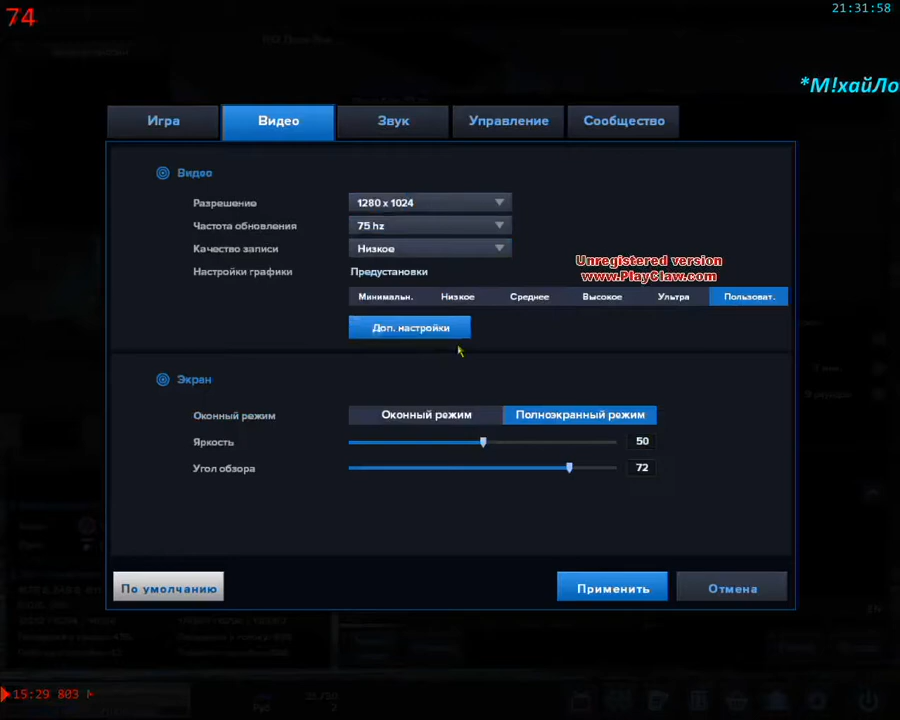 74
21:31:58
*М!хайЛо
Игра Видео Звук Управление Сообщество
Видео
Разрешение 1280 x 1024
Частота обновления 75 hz
Качество записи Низкое
Unregistered version
Настройки графики Предустановки
www.PlayClaw.com
Минимальн. Низкое Среднее Высокое Ультра Пользоват.
Доп. настройки
Экран
Оконный режим Оконный режим Полноэкранный режим
Яркость 50
Угол обзора 72
По умолчанию Применить Отмена
15:29 803